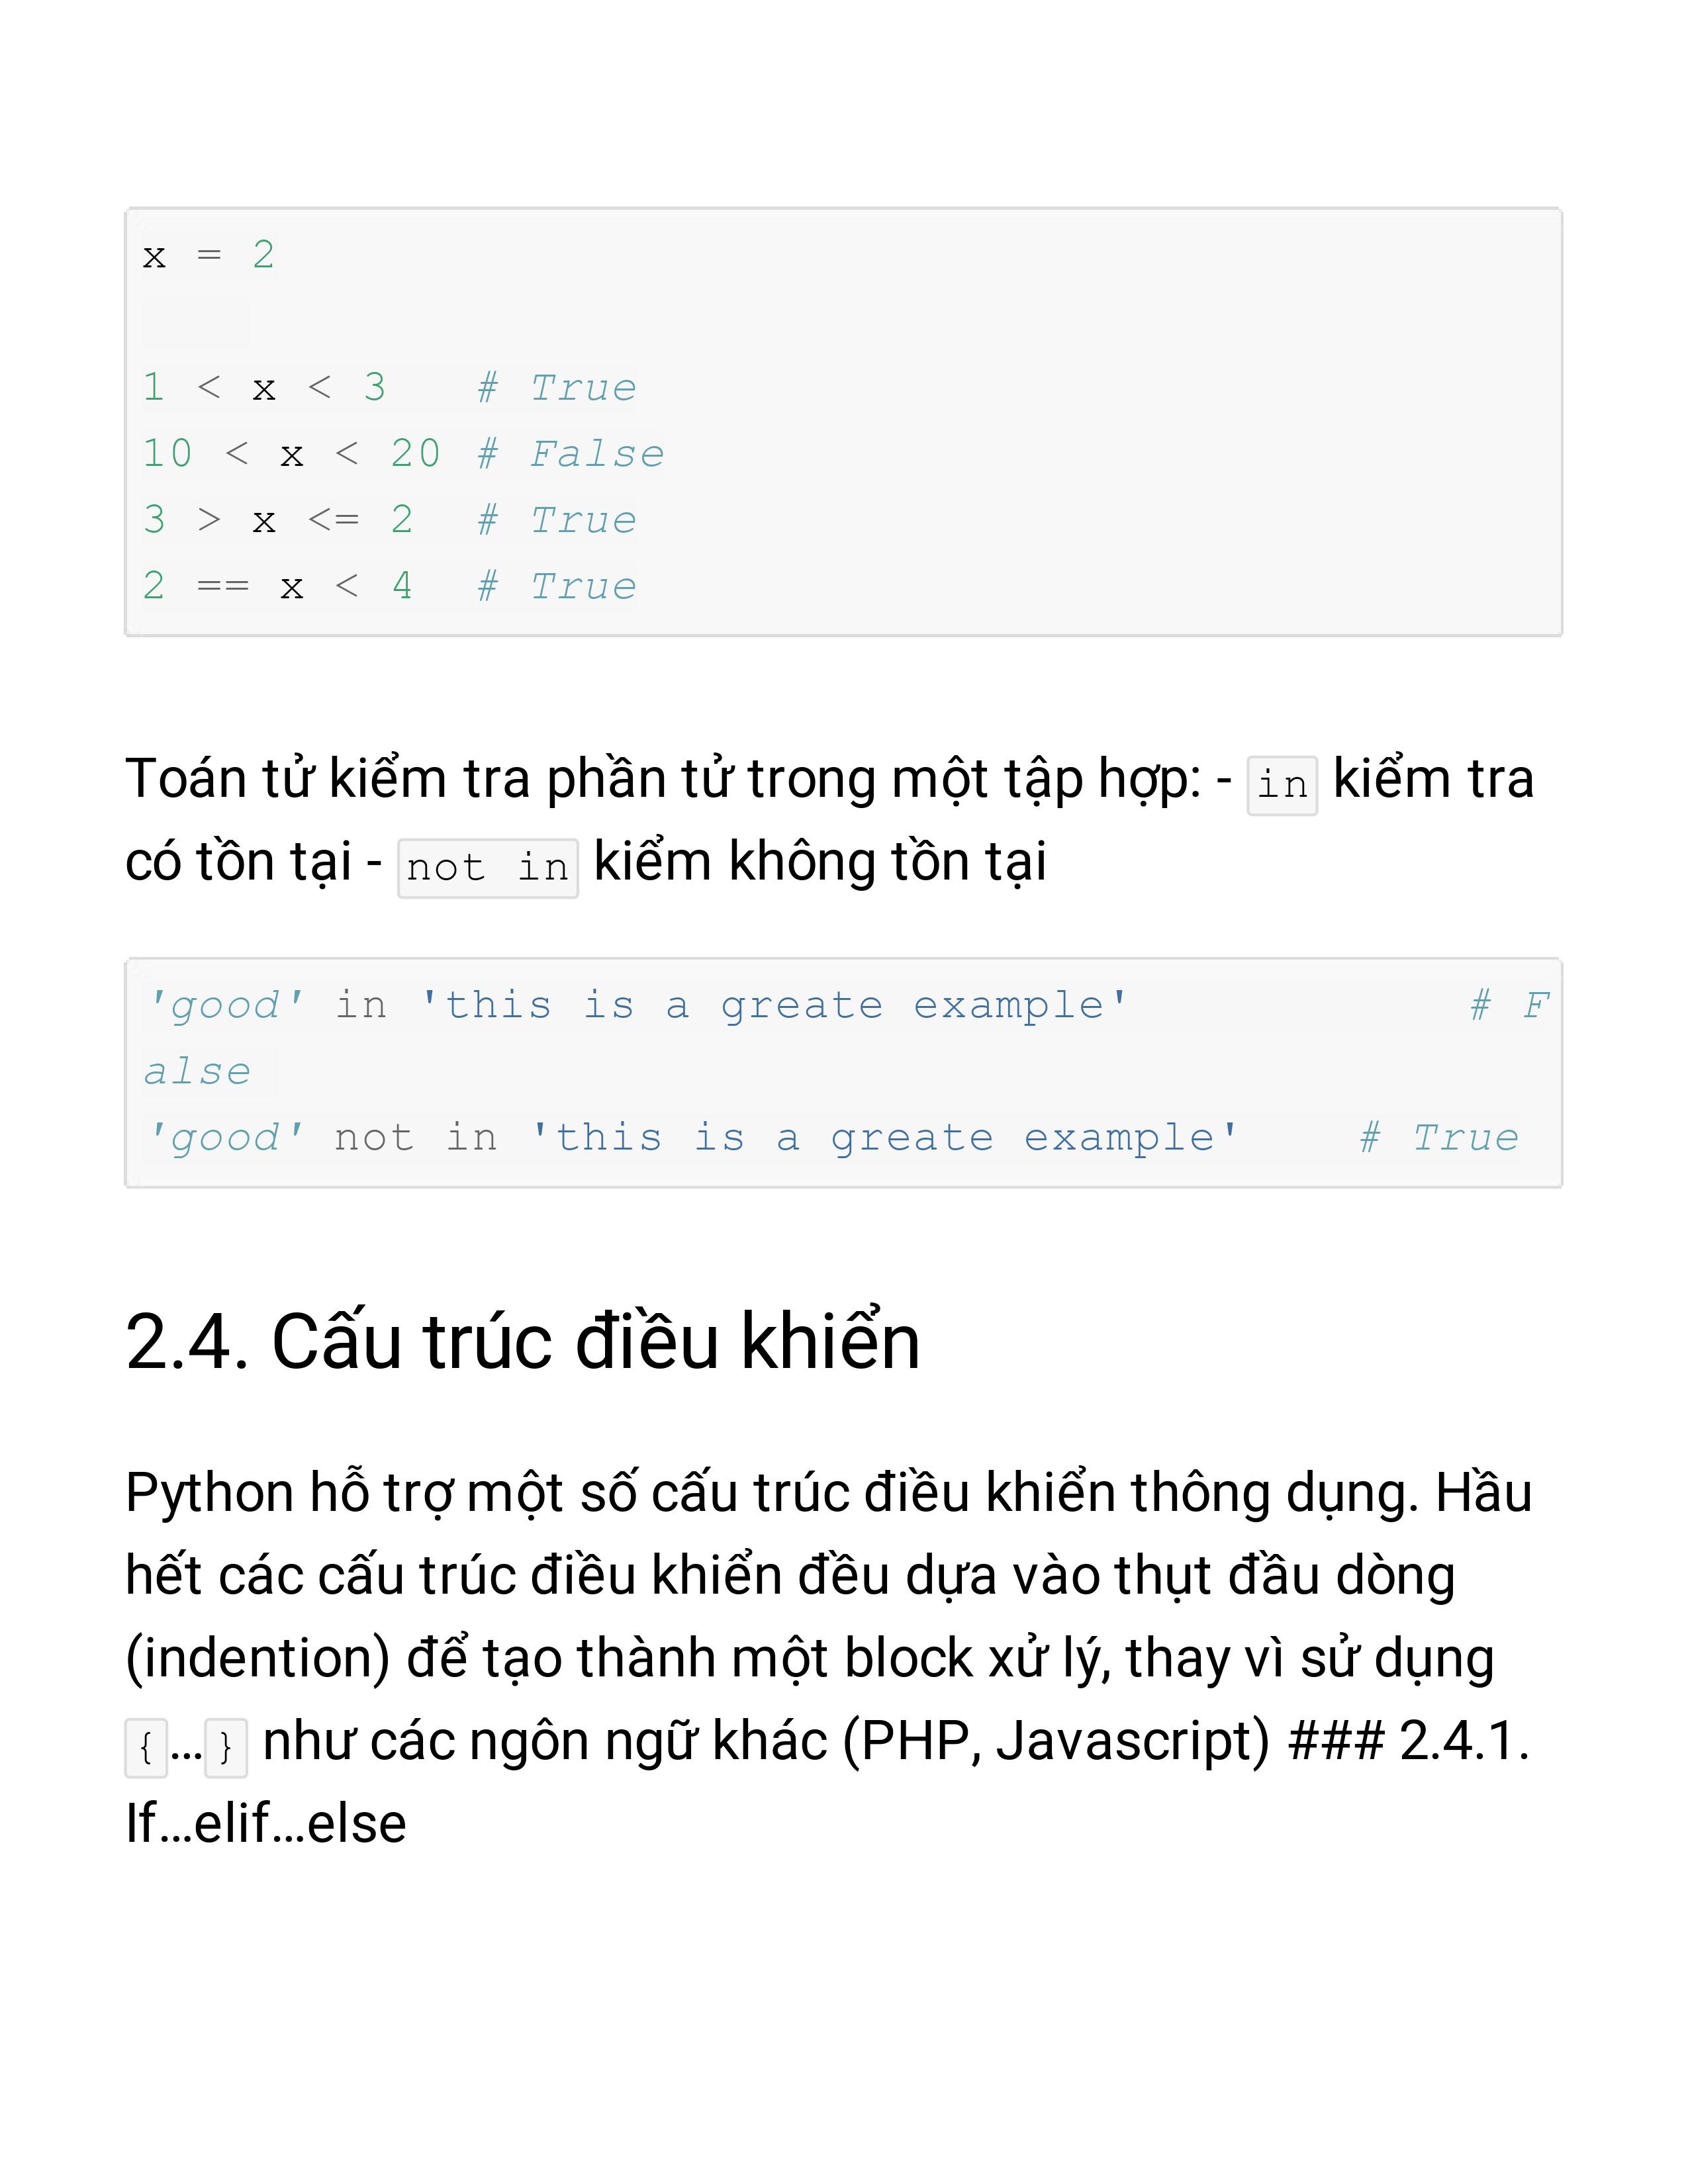 x = 2
1 < x < 3   # True
10 < x < 20 # False
3 > x <= 2  # True
2 == x < 4  # True
Toán tử kiểm tra phần tử trong một tập hợp: - in kiểm tra
có tồn tại - not in kiểm không tồn tại
'good' in 'this is a greate example'            # F
alse
'good' not in 'this is a greate example'    # True
2.4. Cấu trúc điều khiển
Python hỗ trợ một số cấu trúc điều khiển thông dụng. Hầu
hết các cấu trúc điều khiển đều dựa vào thụt đầu dòng
(indention) để tạo thành một block xử lý, thay vì sử dụng
{…} như các ngôn ngữ khác (PHP, Javascript) ### 2.4.1.
If…elif…else